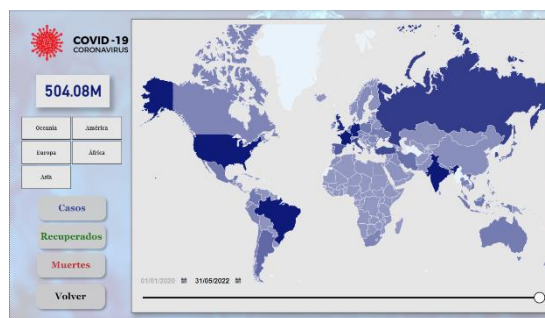 COVID -19
CORONAVIRUS
504.08M
Oceanía América
Europa África
Asia
Casos
Recuperados
Muertes
Volver
01/01/2020 31/05/2022